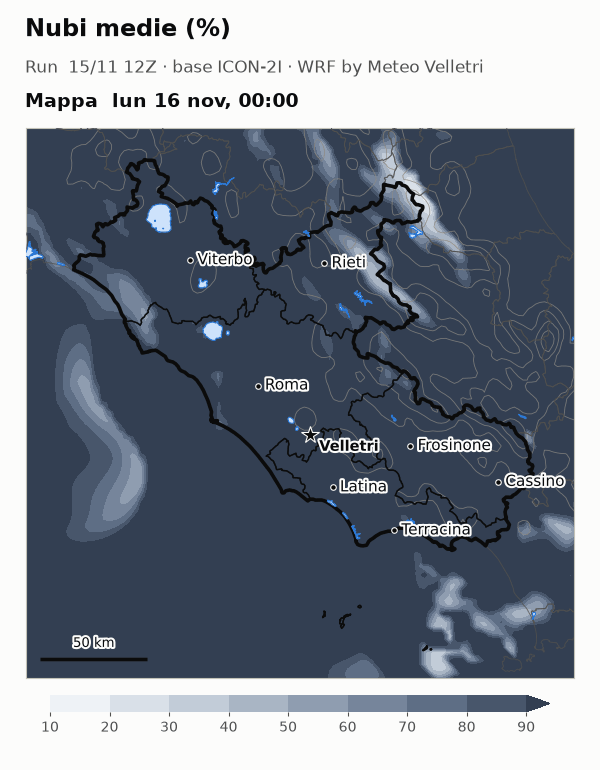 Nubi medie (%)
Run  15/11 12Z · base ICON-2I · WRF by Meteo Velletri
Mappa  lun 16 nov, 00:00
Viterbo
Rieti
Roma
Velletri
Frosinone
Latina
Cassino
Terracina
50 km
10 20 30 40 50 60 70 80 90